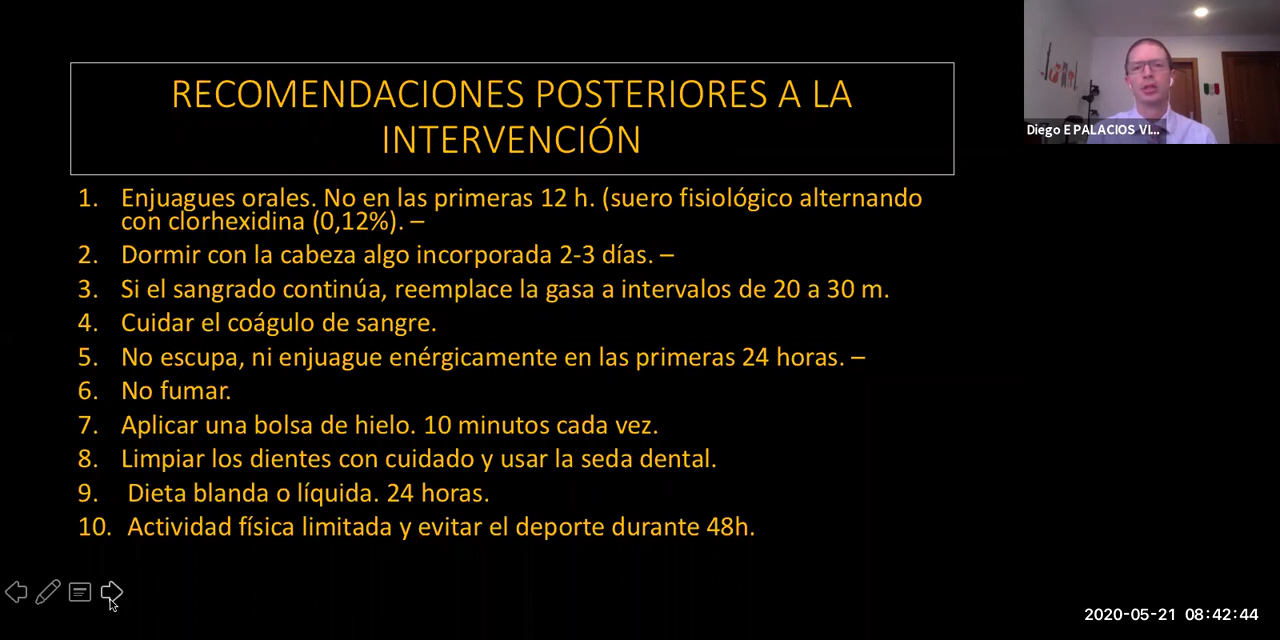 RECOMENDACIONES POSTERIORES A LA
INTERVENCIÓN
1. Enjuagues orales. No en las primeras 12 h. (suero fisiológico alternando
con clorhexidina (0,12%). –
2. Dormir con la cabeza algo incorporada 2-3 días. –
3. Si el sangrado continúa, reemplace la gasa a intervalos de 20 a 30 m.
4. Cuidar el coágulo de sangre.
5. No escupa, ni enjuague enérgicamente en las primeras 24 horas. –
6. No fumar.
7. Aplicar una bolsa de hielo. 10 minutos cada vez.
8. Limpiar los dientes con cuidado y usar la seda dental.
9. Dieta blanda o líquida. 24 horas.
10. Actividad física limitada y evitar el deporte durante 48h.
Diego E PALACIOS VI...
2020-05-21 08:42:44